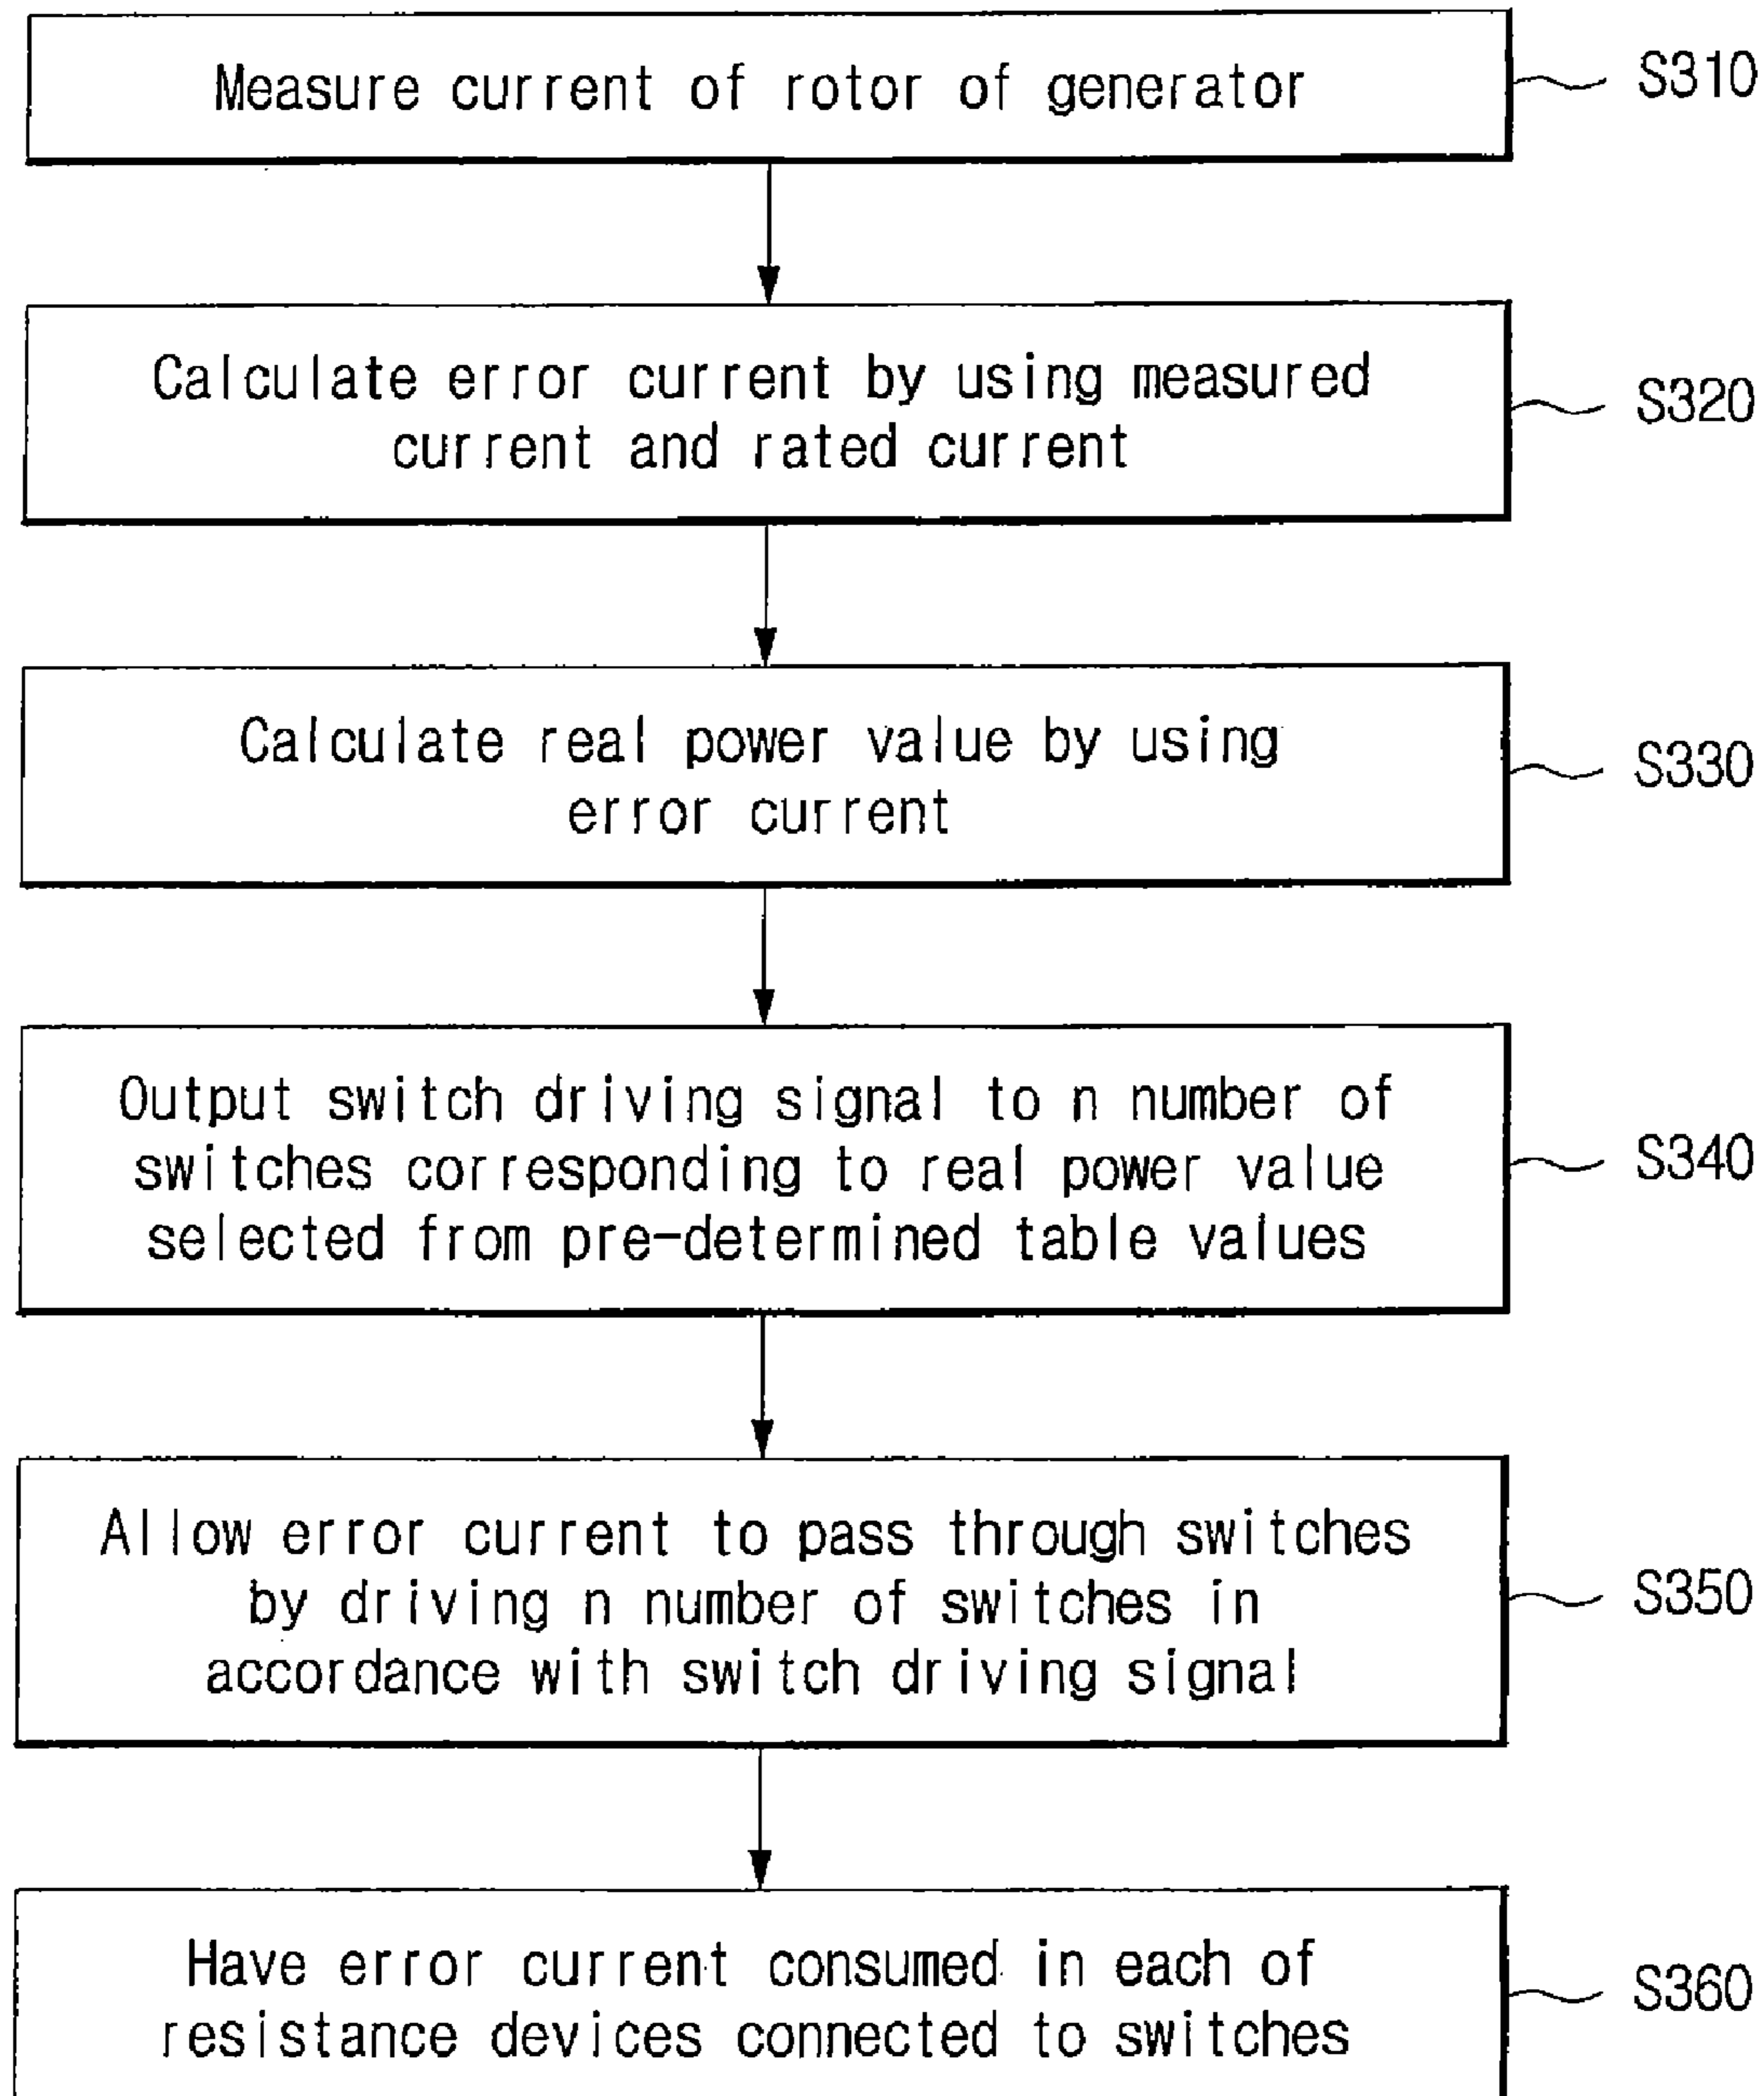 Measure current of rotor of generator
S310
Calculate error current by using measured
current and rated current
S320
Calculate real power value by using
error current
S330
Output switch driving signal to n number of
switches corresponding to real power value
selected from pre-determined table values
S340
Allow error current to pass through switches
by driving n number of switches in
accordance with switch driving signal
S350
Have error current consumed in each of
resistance devices connected to switches
S360